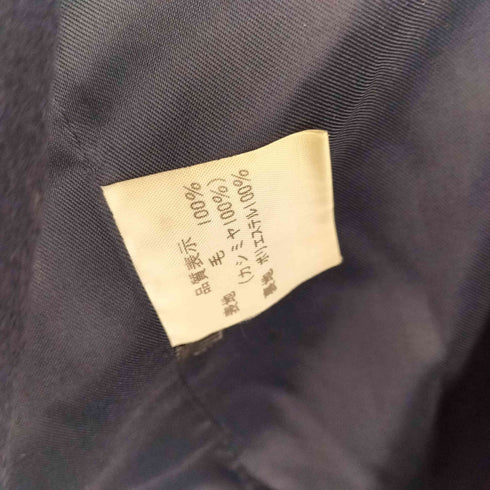 品質表示
表地 毛 100%
(カシミヤ100%)
裏地 ポリエステル100%